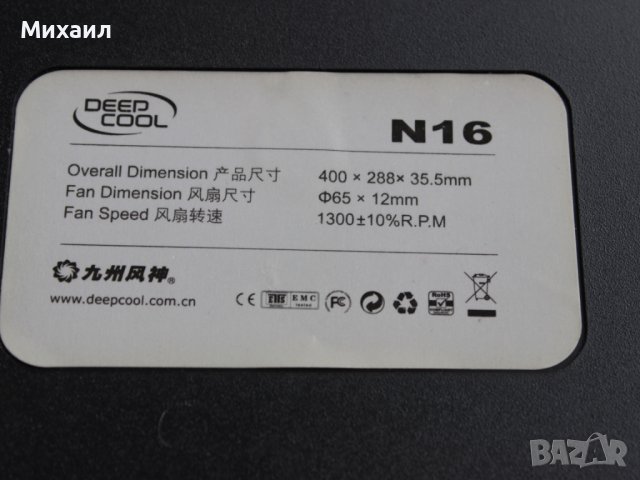 Михаил
DEEP
COOL
N16
Overall Dimension 产品尺寸 400 × 288× 35.5mm
Fan Dimension 风扇尺寸 Φ65 × 12mm
Fan Speed 风扇转速 1300±10%R.P.M
九州风神®
www.deepcool.com.cn
CE EMC FC RoHS
BAZAR